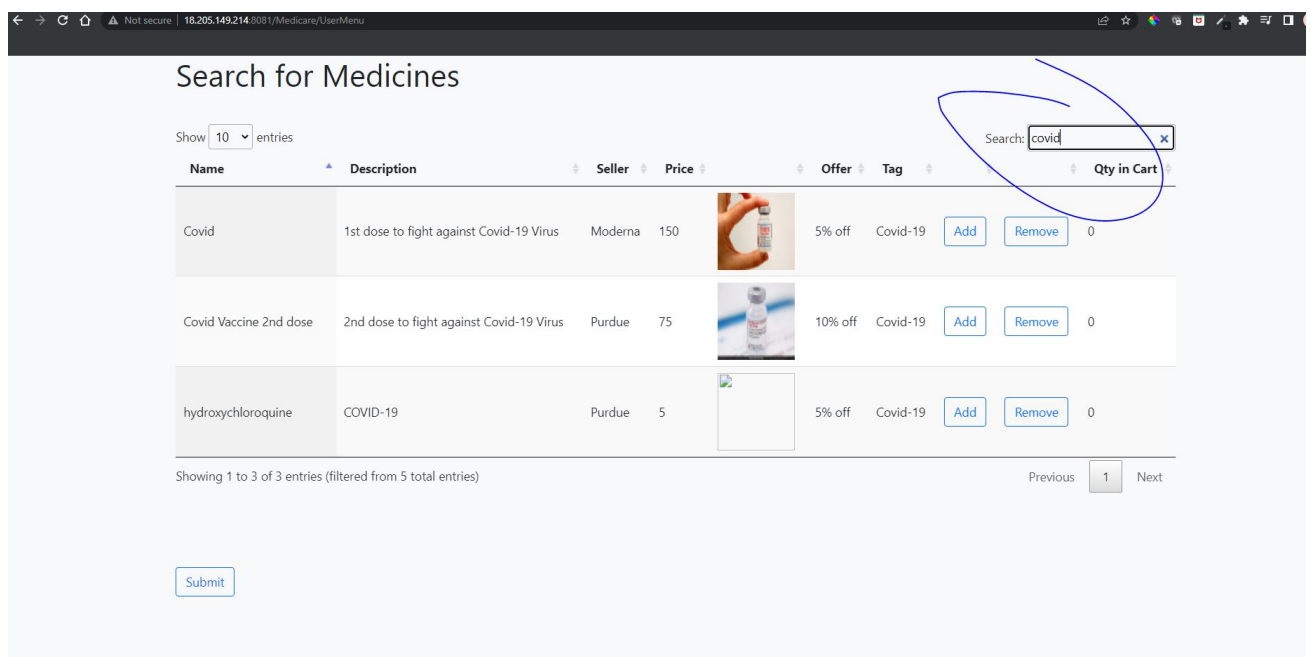 Not secure | 18.205.149.214:8081/Medicare/UserMenu
Search for Medicines
Show 10 entries
Search: covid
Name Description Seller Price Offer Tag Qty in Cart
Covid 1st dose to fight against Covid-19 Virus Moderna 150 5% off Covid-19 Add Remove 0
Covid Vaccine 2nd dose 2nd dose to fight against Covid-19 Virus Purdue 75 10% off Covid-19 Add Remove 0
hydroxychloroquine COVID-19 Purdue 5 5% off Covid-19 Add Remove 0
Showing 1 to 3 of 3 entries (filtered from 5 total entries)
Previous 1 Next
Submit